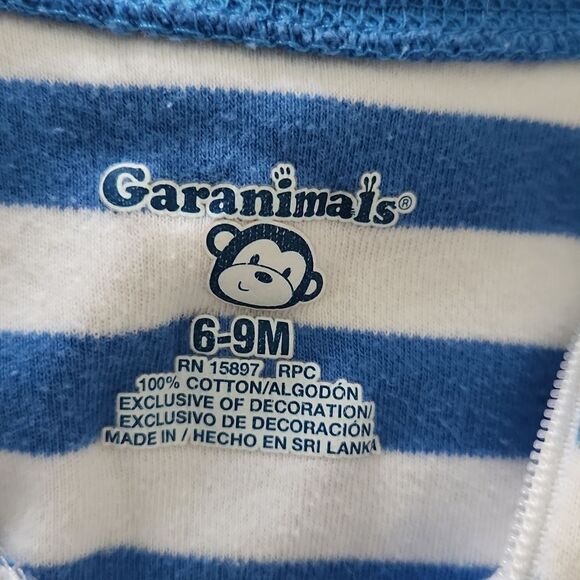 Garanimals®
6-9M
RN 15897 RPC
100% COTTON/ALGODÓN
EXCLUSIVE OF DECORATION/
EXCLUSIVO DE DECORACIÓN
MADE IN / HECHO EN SRI LANKA